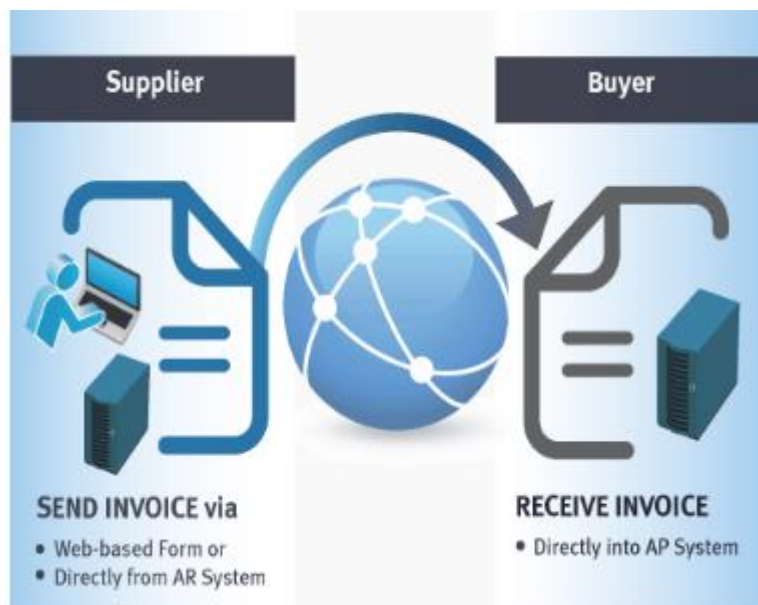 Supplier
Buyer
SEND INVOICE via
• Web-based Form or
• Directly from AR System
RECEIVE INVOICE
• Directly into AP System